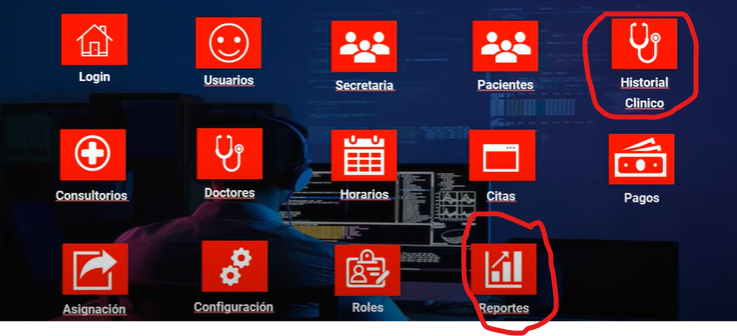 Login
Usuarios
Secretaria
Pacientes
Historial
Clinico
Consultorios
Doctores
Horarios
Citas
Pagos
Asignación
Configuración
Roles
Reportes